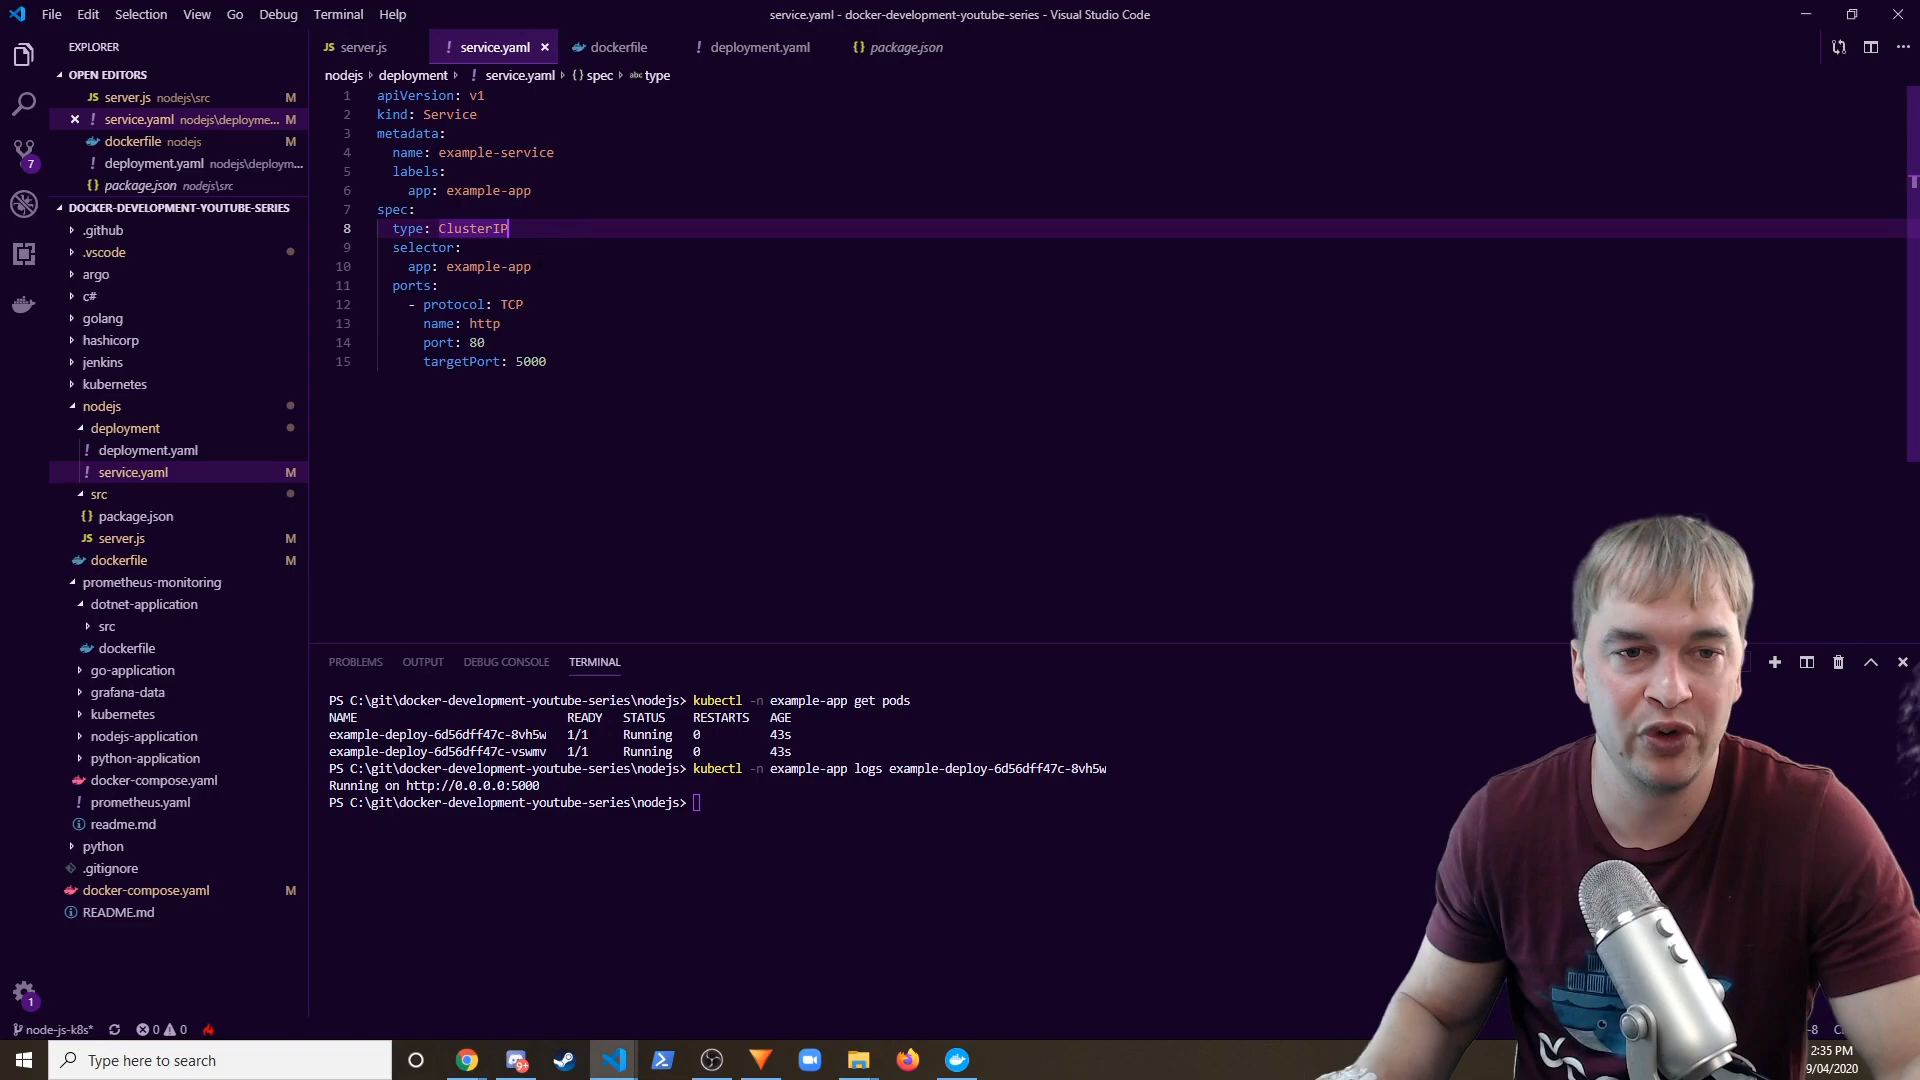 File Edit Selection View Go Debug Terminal Help
service.yaml - docker-development-youtube-series - Visual Studio Code
EXPLORER
OPEN EDITORS
JS server.js nodejs\src M
! service.yaml nodejs\deployme... M
dockerfile nodejs M
! deployment.yaml nodejs\deploym...
{} package.json nodejs\src
DOCKER-DEVELOPMENT-YOUTUBE-SERIES
.github
.vscode
argo
c#
golang
hashicorp
jenkins
kubernetes
nodejs
deployment
! deployment.yaml
! service.yaml M
src
{} package.json
JS server.js M
dockerfile M
prometheus-monitoring
dotnet-application
src
dockerfile
go-application
grafana-data
kubernetes
nodejs-application
python-application
docker-compose.yaml
! prometheus.yaml
readme.md
python
.gitignore
docker-compose.yaml M
README.md
7
1
JS server.js
! service.yaml
dockerfile
! deployment.yaml
{} package.json
nodejs deployment ! service.yaml {} spec abc type
1 apiVersion: v1
2 kind: Service
3 metadata:
4 name: example-service
5 labels:
6 app: example-app
7 spec:
8 type: ClusterIP
9 selector:
10 app: example-app
11 ports:
12 - protocol: TCP
13 name: http
14 port: 80
15 targetPort: 5000
PROBLEMS OUTPUT DEBUG CONSOLE TERMINAL
PS C:\git\docker-development-youtube-series\nodejs> kubectl -n example-app get pods
NAME READY STATUS RESTARTS AGE
example-deploy-6d56dff47c-8vh5w 1/1 Running 0 43s
example-deploy-6d56dff47c-vswmv 1/1 Running 0 43s
PS C:\git\docker-development-youtube-series\nodejs> kubectl -n example-app logs example-deploy-6d56dff47c-8vh5w
Running on http://0.0.0.0:5000
PS C:\git\docker-development-youtube-series\nodejs>
node-js-k8s* 0 0
-8
Type here to search
9+
2:35 PM
9/04/2020